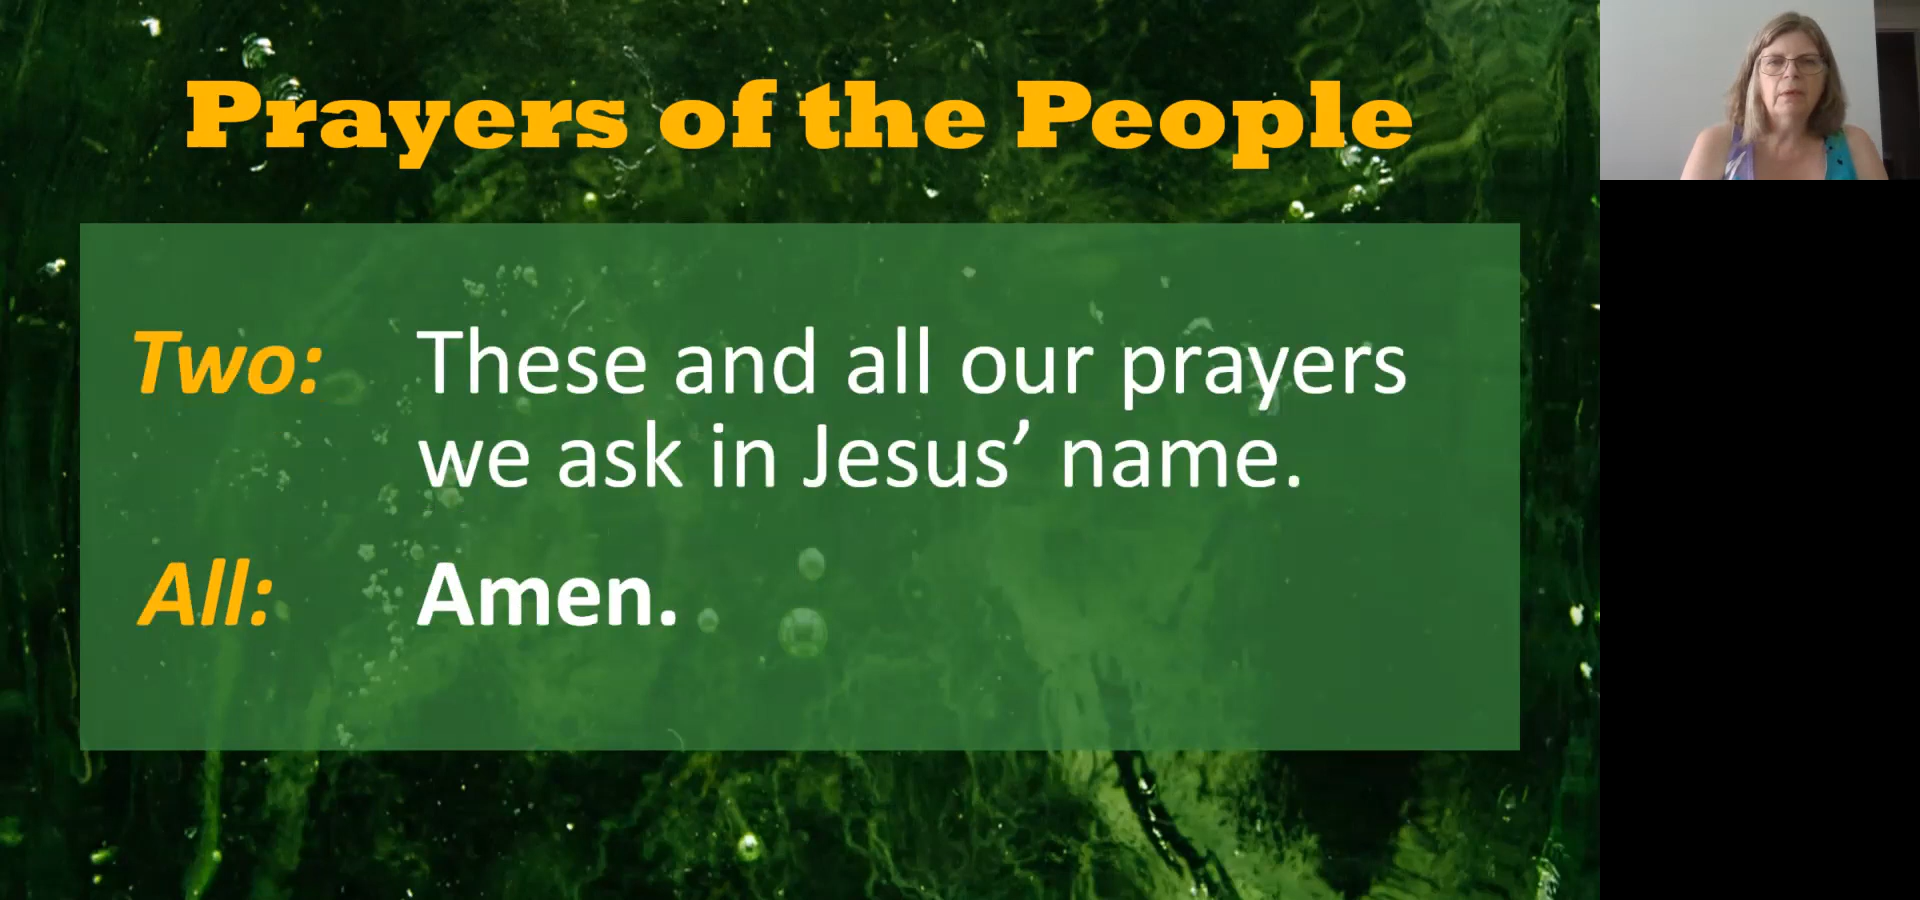 Prayers of the People
Two: These and all our prayers
we ask in Jesus’ name.
All: Amen.